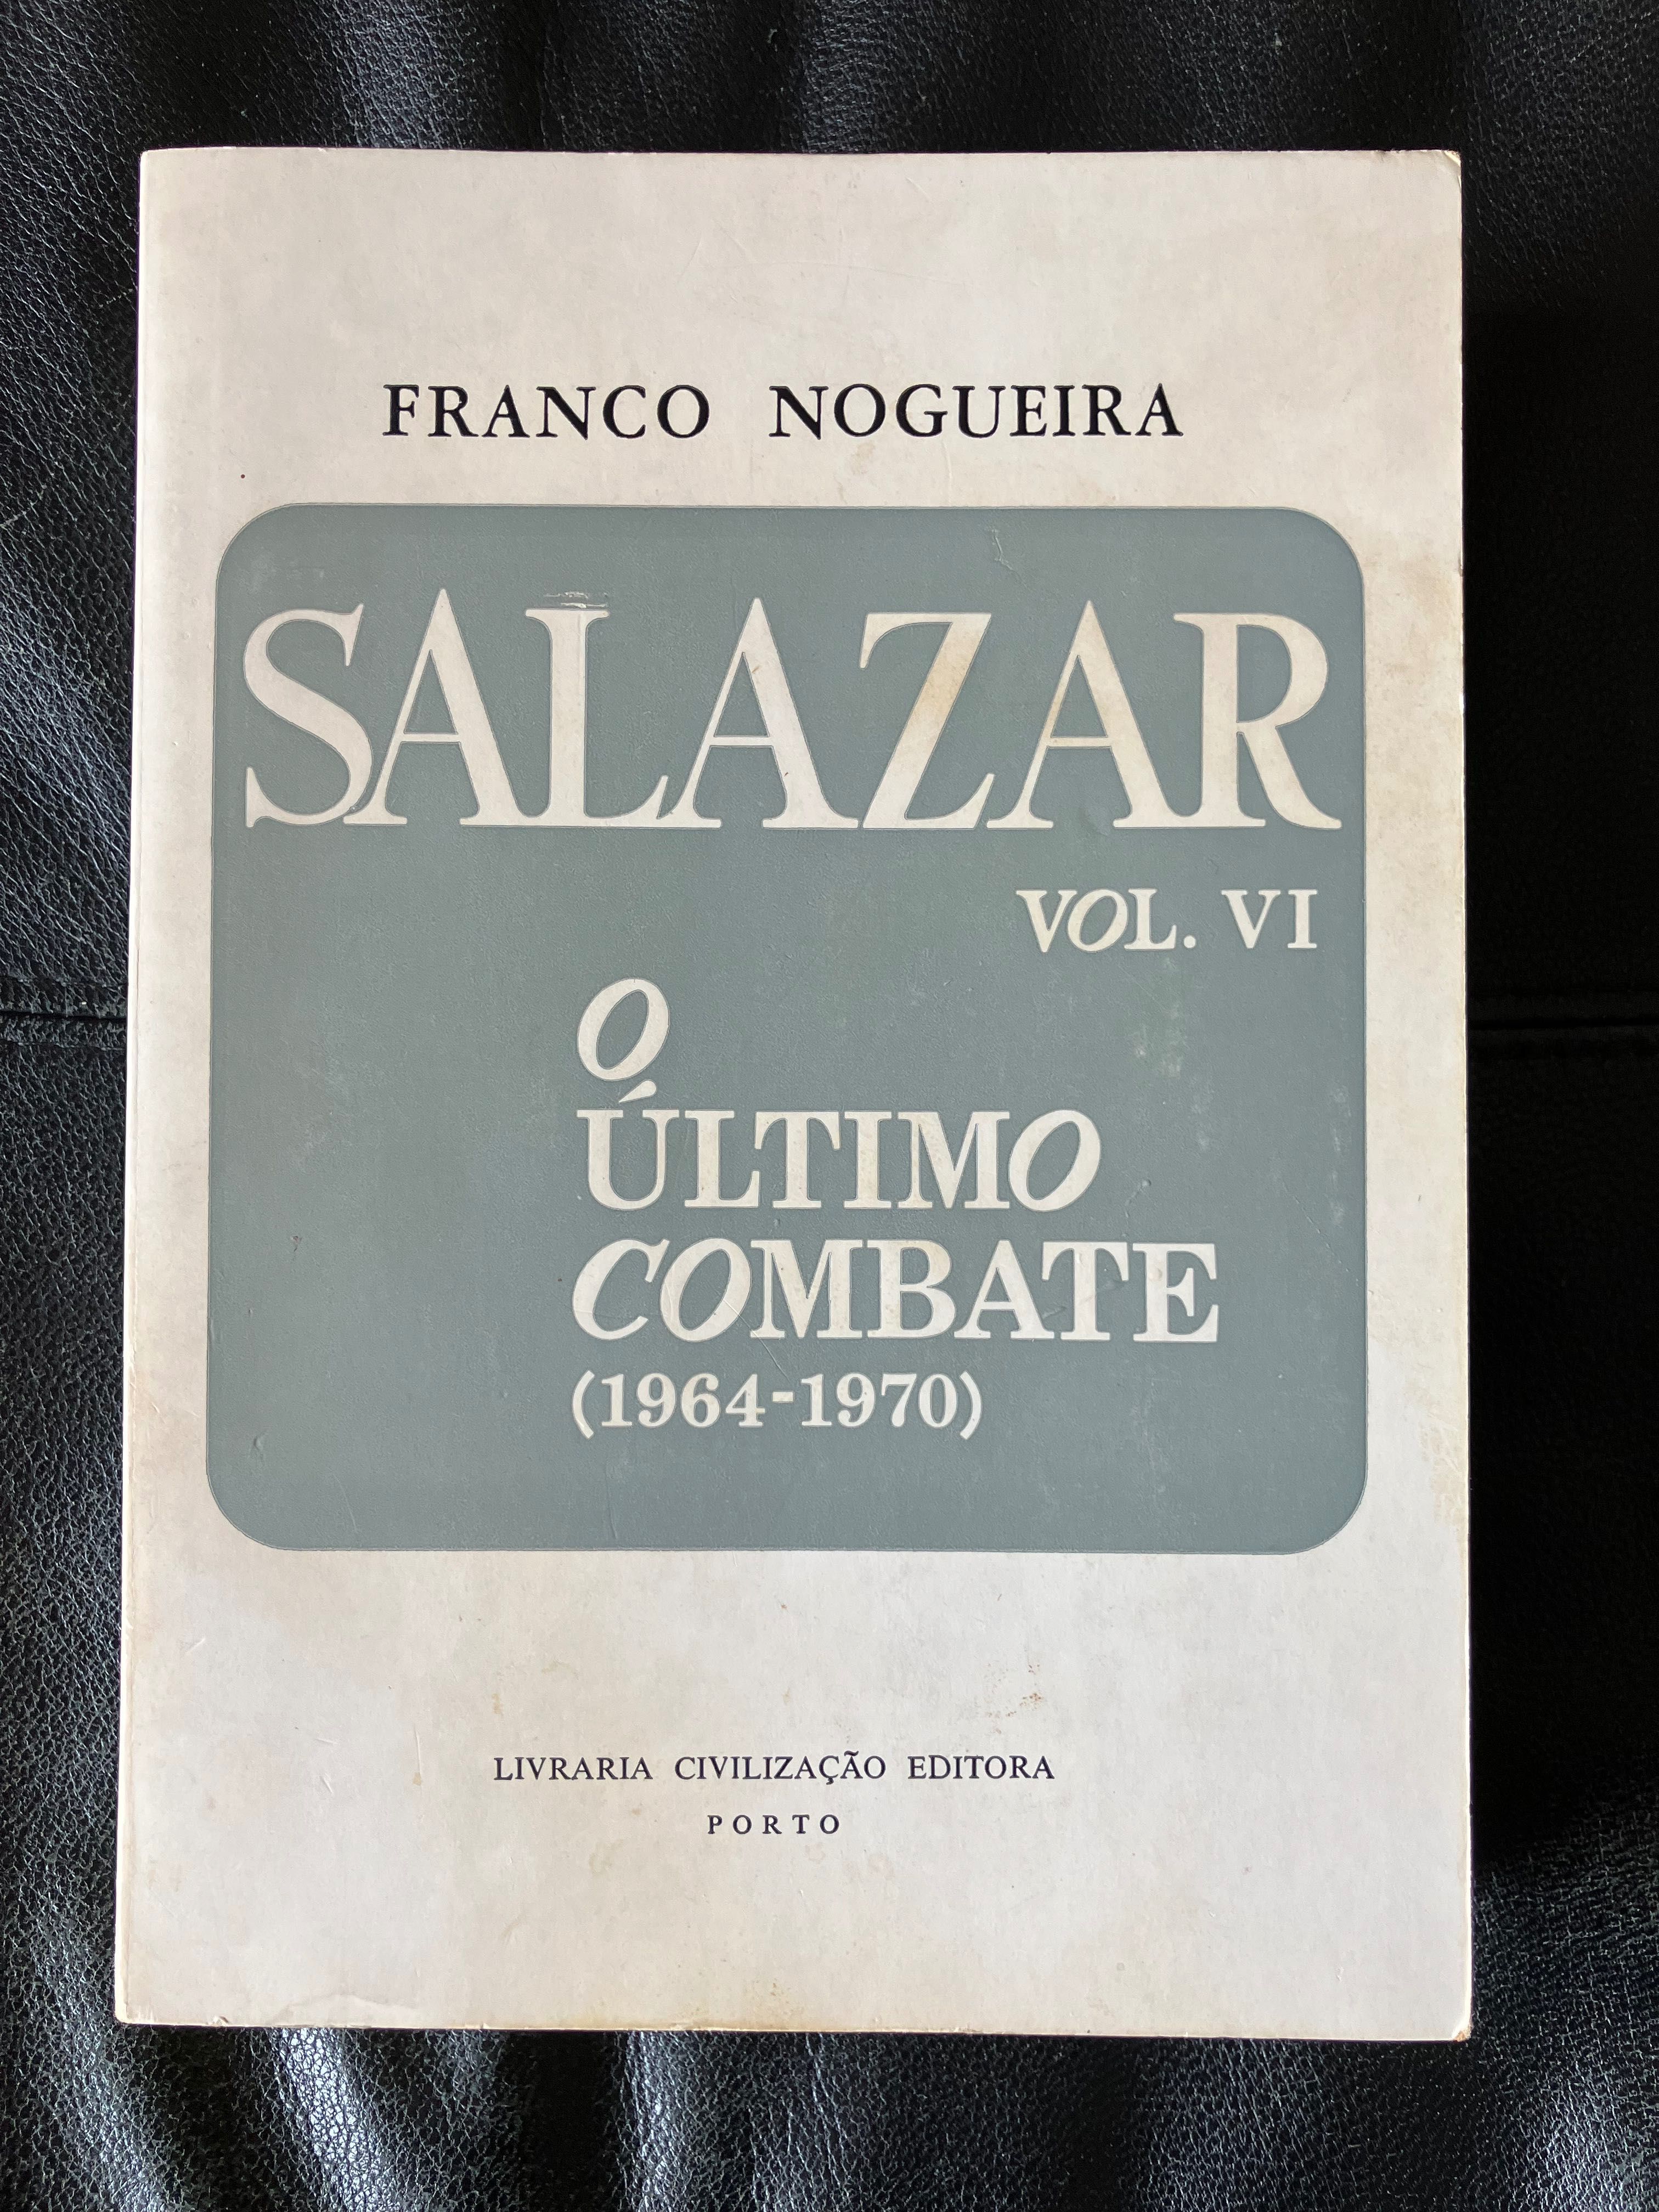 FRANCO NOGUEIRA
SALAZAR
VOL. VI
O
ÚLTIMO
COMBATE
(1964-1970)
LIVRARIA CIVILIZAÇÃO EDITORA
PORTO